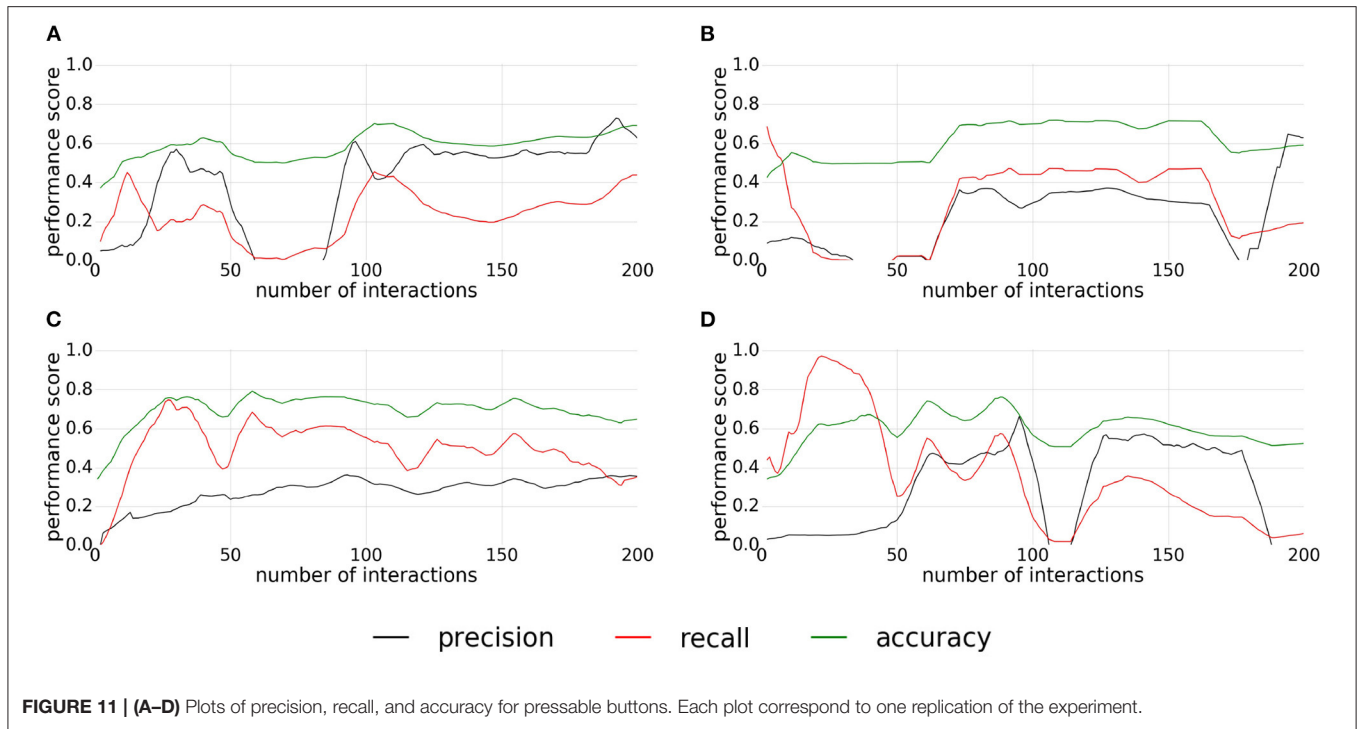 A
B
performance score
1.0
0.8
0.6
0.4
0.2
0.0
0 50 100 150 200
number of interactions
performance score
1.0
0.8
0.6
0.4
0.2
0.0
0 50 100 150 200
number of interactions
C
D
performance score
1.0
0.8
0.6
0.4
0.2
0.0
0 50 100 150 200
number of interactions
performance score
1.0
0.8
0.6
0.4
0.2
0.0
0 50 100 150 200
number of interactions
precision recall accuracy
FIGURE 11 | (A–D) Plots of precision, recall, and accuracy for pressable buttons. Each plot correspond to one replication of the experiment.